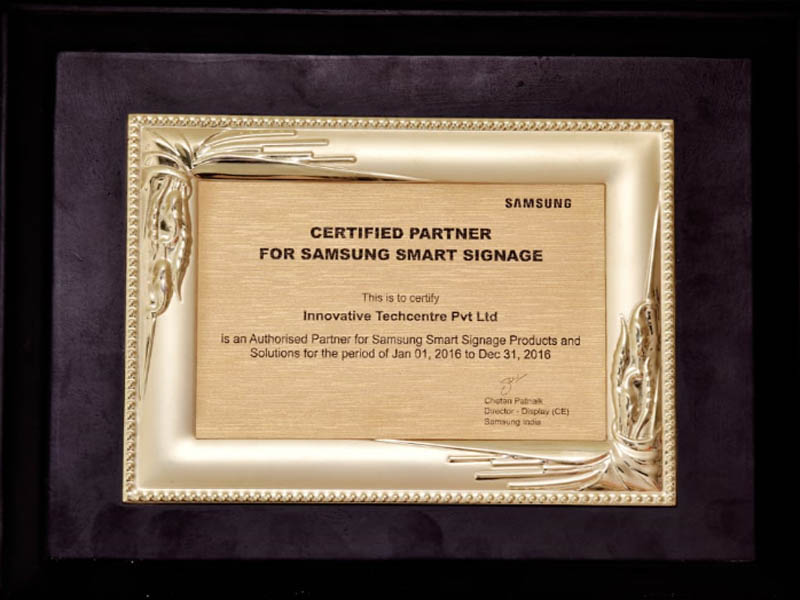 SAMSUNG
CERTIFIED PARTNER
FOR SAMSUNG SMART SIGNAGE
This is to certify
Innovative Techcentre Pvt Ltd
is an Authorised Partner for Samsung Smart Signage Products and
Solutions for the period of Jan 01, 2016 to Dec 31, 2016
Chetan Patnaik
Director - Display (CE)
Samsung India